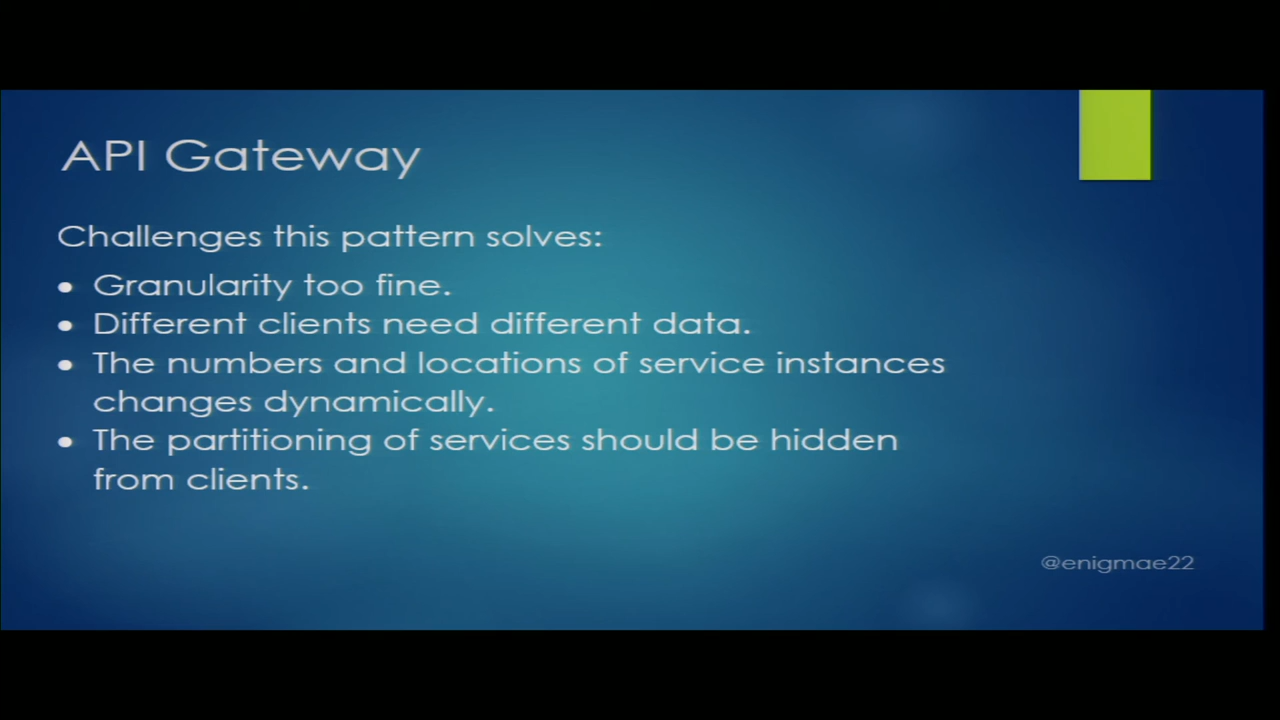 API Gateway
Challenges this pattern solves:
• Granularity too fine.
• Different clients need different data.
• The numbers and locations of service instances
changes dynamically.
• The partitioning of services should be hidden
from clients.
@enigmae22